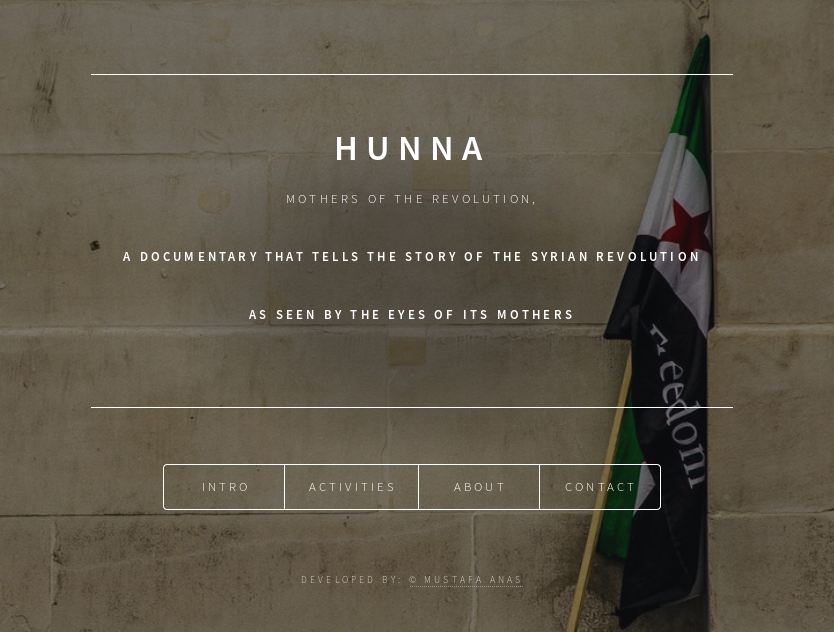 HUNNA
MOTHERS OF THE REVOLUTION,
A DOCUMENTARY THAT TELLS THE STORY OF THE SYRIAN REVOLUTION
AS SEEN BY THE EYES OF ITS MOTHERS
freedom
INTRO
ACTIVITIES
ABOUT
CONTACT
DEVELOPED BY: © MUSTAFA ANAS